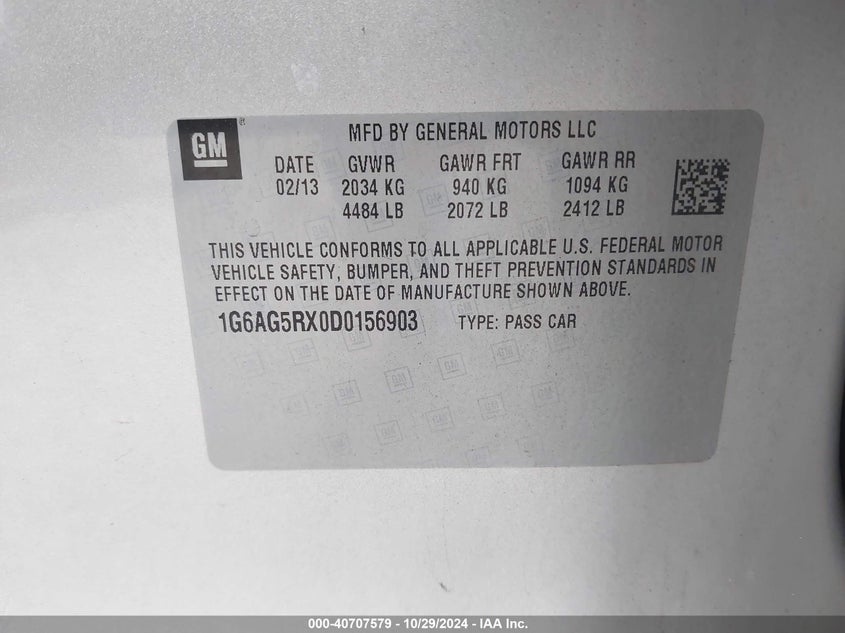 GM® MFD BY GENERAL MOTORS LLC
DATE GVWR GAWR FRT GAWR RR
02/13 2034 KG 940 KG 1094 KG
4484 LB 2072 LB 2412 LB
THIS VEHICLE CONFORMS TO ALL APPLICABLE U.S. FEDERAL MOTOR
VEHICLE SAFETY, BUMPER, AND THEFT PREVENTION STANDARDS IN
EFFECT ON THE DATE OF MANUFACTURE SHOWN ABOVE.
1G6AG5RX0D0156903 TYPE: PASS CAR
000-40707579 - 10/29/2024 - IAA Inc.